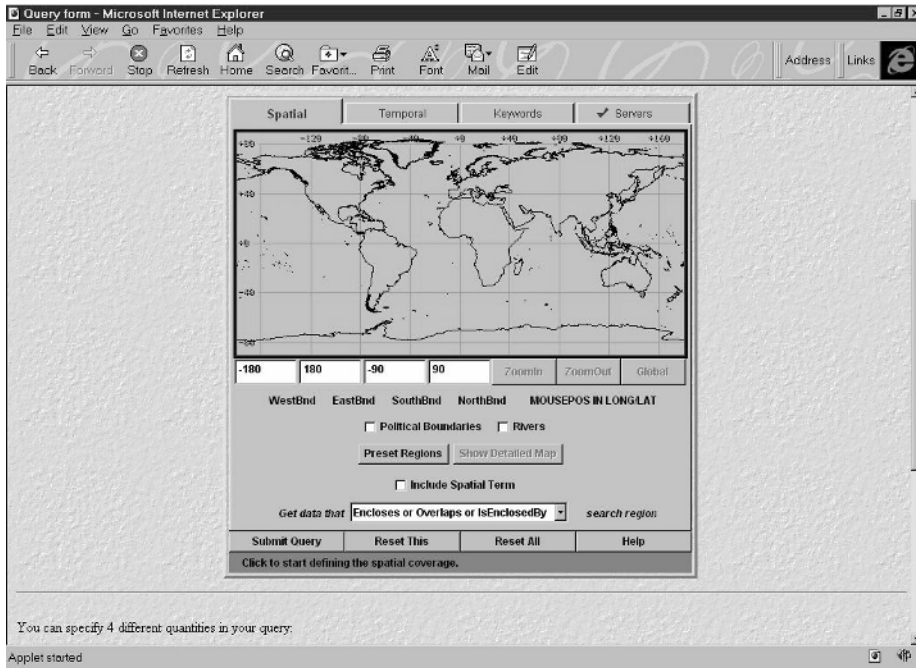 Query form - Microsoft Internet Explorer
File Edit View Go Favorites Help
Back Forward Stop Refresh Home Search Favorit... Print Font Mail Edit Address Links
Spatial Temporal Keywords Servers
-120 -80 -40 +0 +40 +80 +120 +160
+80
+40
+0
-40
-80
-180 180 -90 90 ZoomIn ZoomOut Global
WestBnd EastBnd SouthBnd NorthBnd MOUSEPOS IN LONG/LAT
Political Boundaries Rivers
Preset Regions Show Detailed Map
Include Spatial Term
Get data that Encloses or Overlaps or IsEnclosedBy search region
Submit Query Reset This Reset All Help
Click to start defining the spatial coverage.
You can specify 4 different quantities in your query:
Applet started